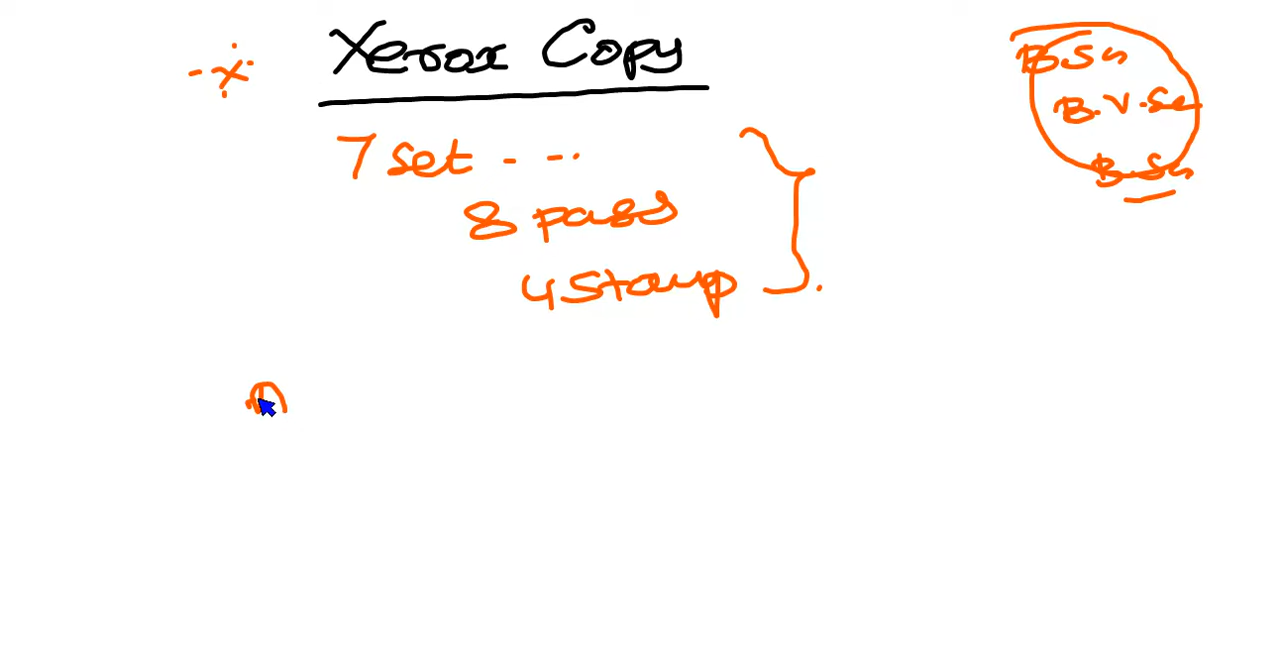 Xerox Copy
7 set - - ..
8 pass
4 Stamp
B.Sc
B.V.Sc
B.Sc